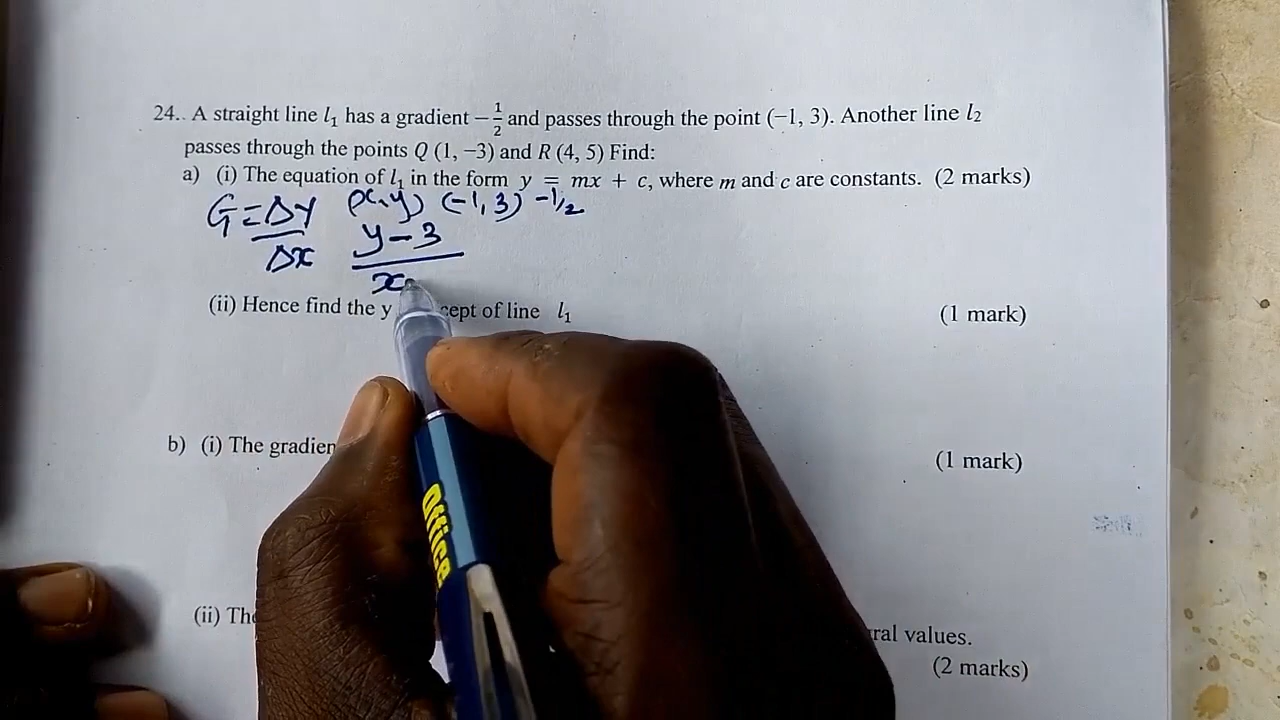 24.. A straight line l₁ has a gradient −1/2 and passes through the point (−1, 3). Another line l₂
passes through the points Q (1, −3) and R (4, 5) Find:
a) (i) The equation of l₁ in the form y = mx + c, where m and c are constants. (2 marks)
G = Δy/Δx (x, y) (-1, 3) -1/2
y - 3
x
(ii) Hence find the y cept of line l₁ (1 mark)
b) (i) The (1 mark)
(ii) values.
(2 marks)
Office